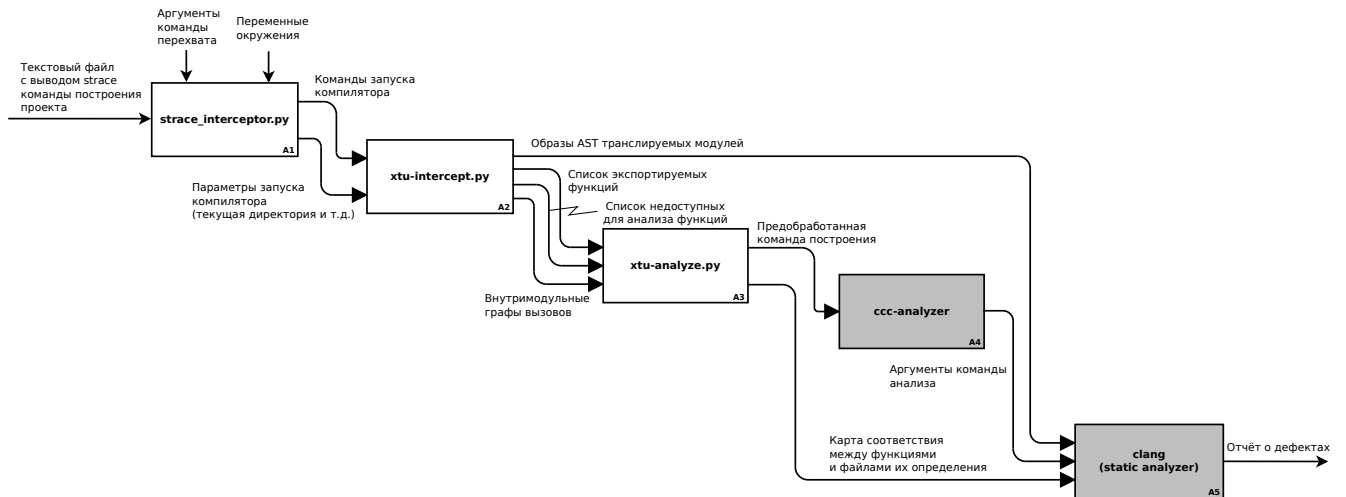 Аргументы
команды
перехвата
Переменные
окружения
Текстовый файл
с выводом strace
команды построения
проекта
strace_interceptor.py
A1
Команды запуска
компилятора
Параметры запуска
компилятора
(текущая директория и т.д.)
xtu-intercept.py
A2
Образы AST транслируемых модулей
Список экспортируемых
функций
Список недоступных
для анализа функций
Внутримодульные
графы вызовов
xtu-analyze.py
A3
Предобработанная
команда построения
ccc-analyzer
A4
Аргументы команды
анализа
Карта соответствия
между функциями
и файлами их определения
clang
(static analyzer)
A5
Отчёт о дефектах